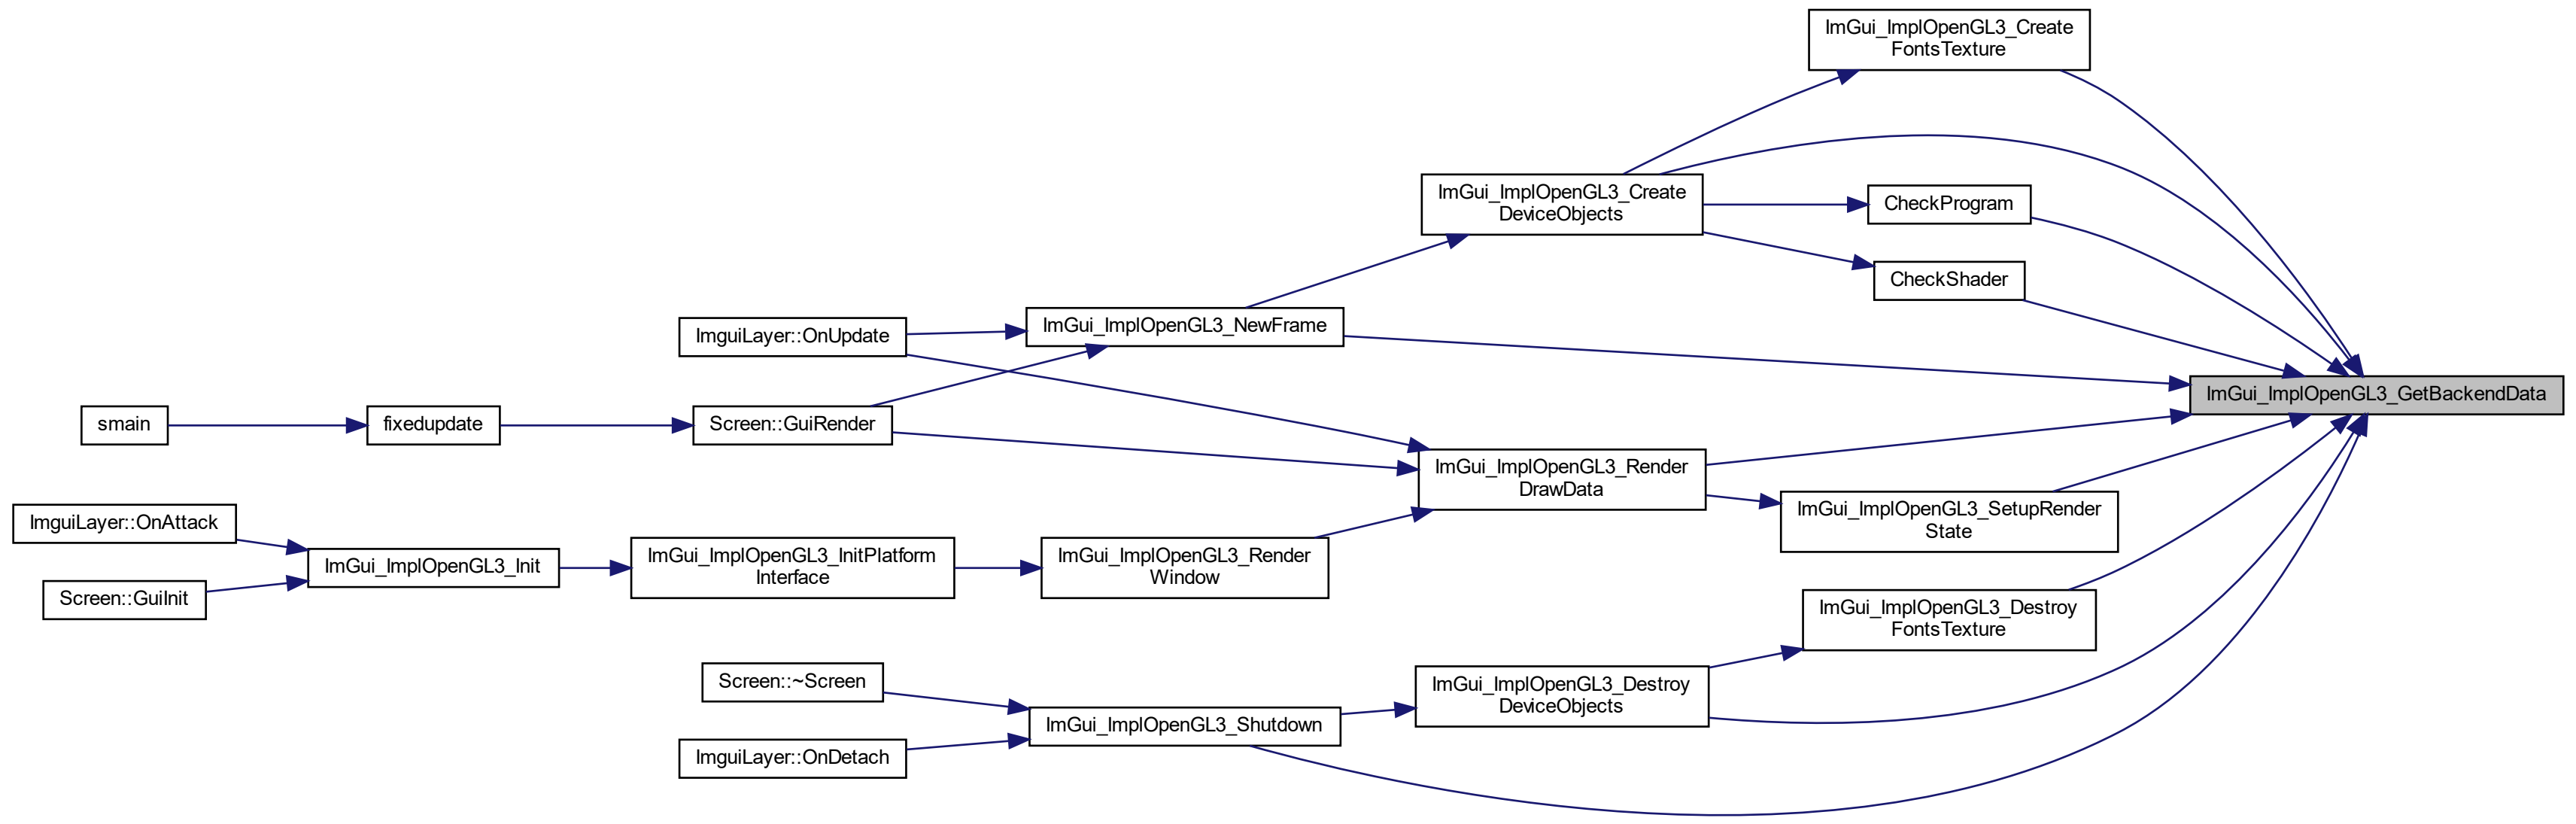 ImGui_ImplOpenGL3_Create
FontsTexture
ImGui_ImplOpenGL3_Create
DeviceObjects
CheckProgram
CheckShader
ImguiLayer::OnUpdate
ImGui_ImplOpenGL3_NewFrame
ImGui_ImplOpenGL3_GetBackendData
smain
fixedupdate
Screen::GuiRender
ImGui_ImplOpenGL3_Render
DrawData
ImguiLayer::OnAttack
ImGui_ImplOpenGL3_SetupRender
State
ImGui_ImplOpenGL3_Init
ImGui_ImplOpenGL3_InitPlatform
Interface
ImGui_ImplOpenGL3_Render
Window
Screen::GuiInit
ImGui_ImplOpenGL3_Destroy
FontsTexture
Screen::~Screen
ImGui_ImplOpenGL3_Destroy
DeviceObjects
ImGui_ImplOpenGL3_Shutdown
ImguiLayer::OnDetach